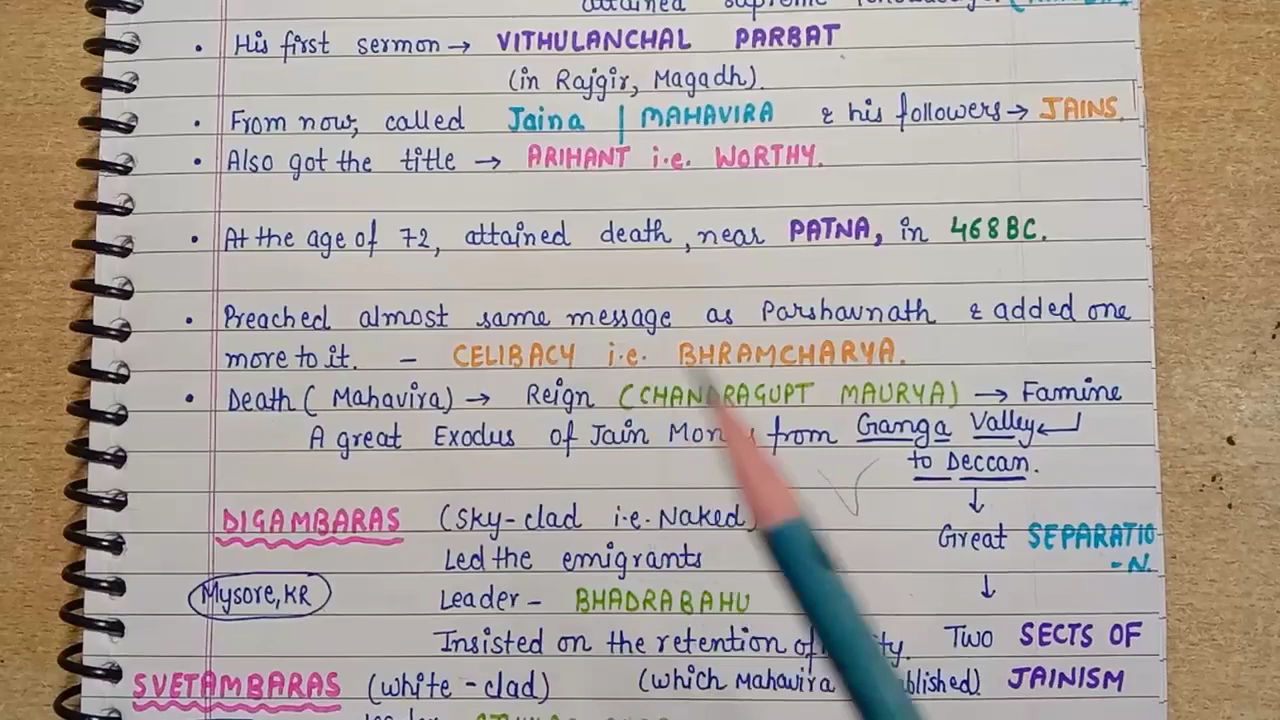 attained supreme
• His first sermon → VITHULANCHAL PARBAT
(in Rajgir, Magadh).
• From now, called Jaina | MAHAVIRA & his followers → JAINS.
• Also got the title → ARIHANT i.e. WORTHY.
• At the age of 72, attained death, near PATNA, in 468BC.
• Preached almost same message as Parshavnath & added one
more to it. - CELIBACY i.e. BHRAMCHARYA.
• Death (Mahavira) → Reign (CHANDRAGUPT MAURYA) → Famine
A great Exodus of Jain from Ganga Valley
to Deccan.
DIGAMBARAS (Sky-clad i.e. Naked)
Great SEPARATIO
-N.
Led the emigrants
Mysore, KR
Leader - BHADRABAHU
Insisted on the retention of
Two SECTS OF
SVETAMBARAS (white-clad) (which Mahavira JAINISM